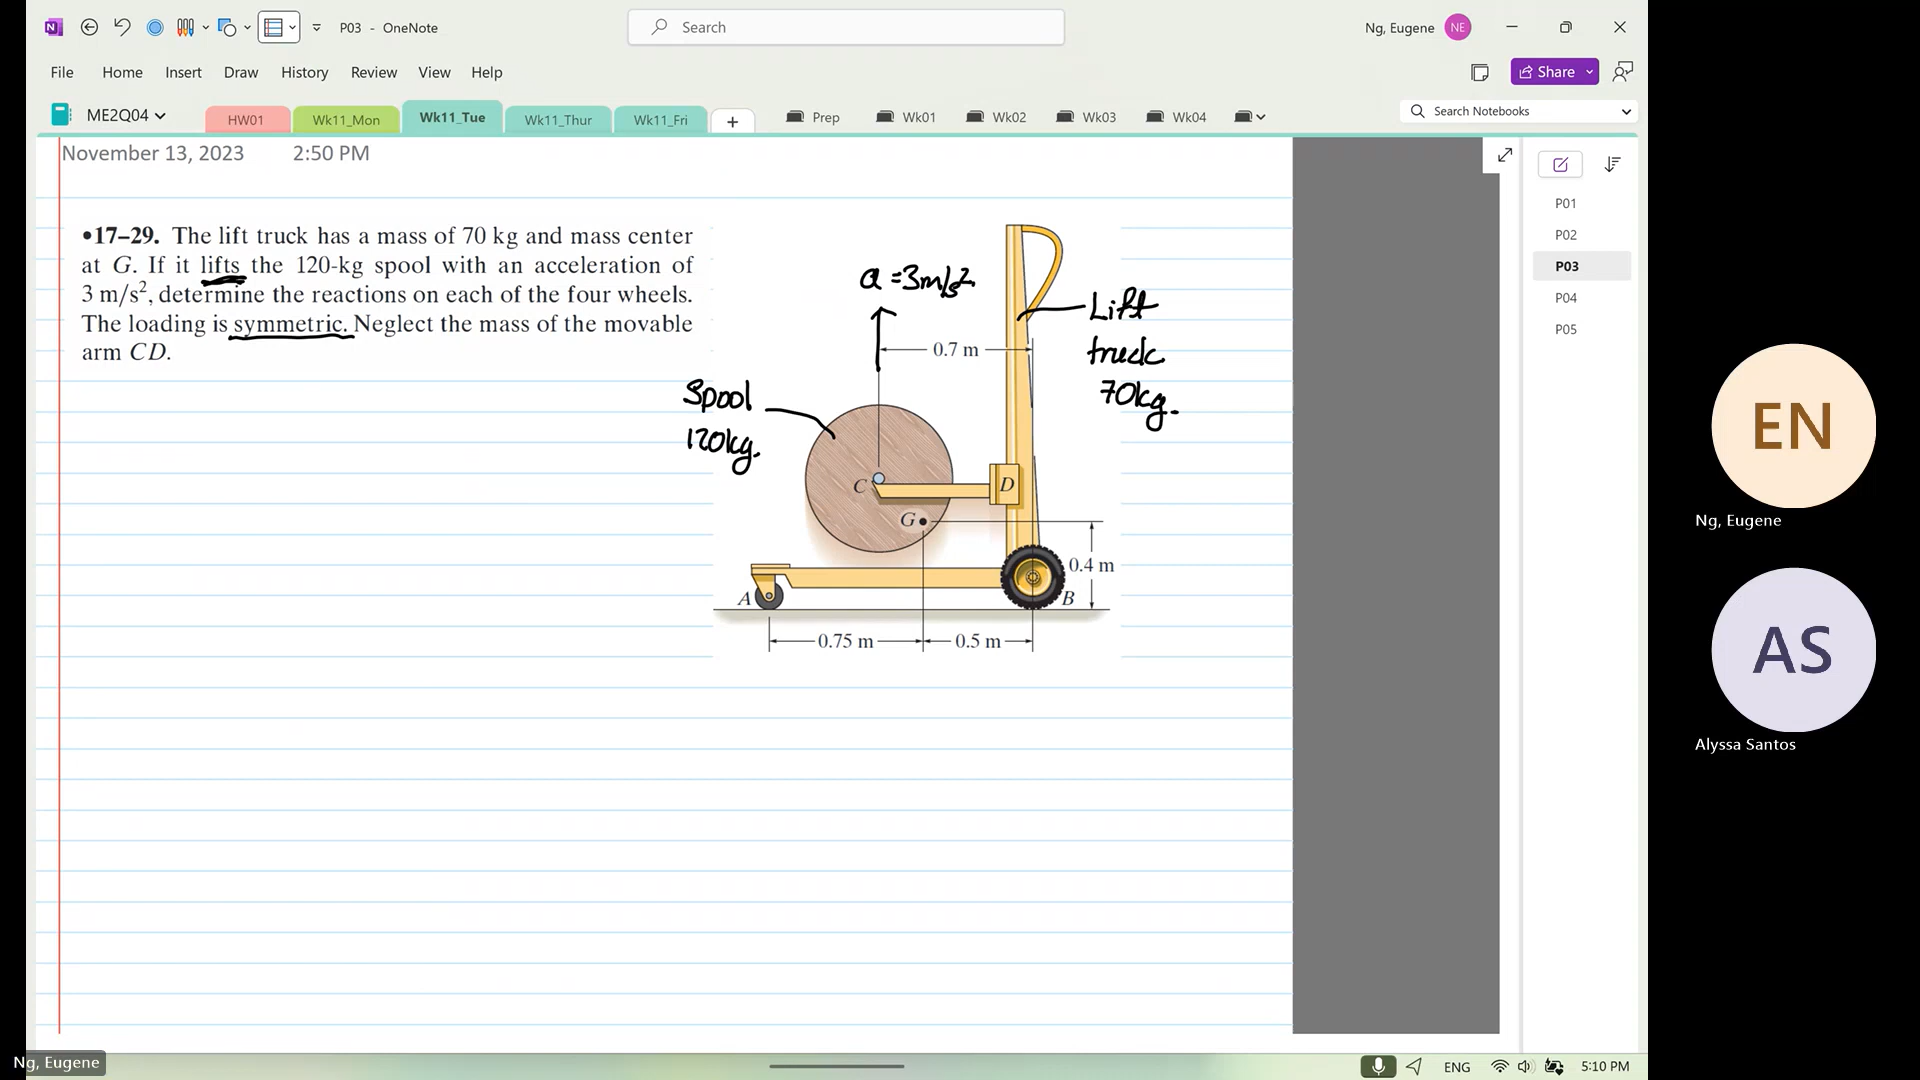 P03 - OneNote
Search
Ng, Eugene
NE
File Home Insert Draw History Review View Help
Share
ME2Q04
HW01
Wk11_Mon
Wk11_Tue
Wk11_Thur
Wk11_Fri
+
Prep
Wk01
Wk02
Wk03
Wk04
Search Notebooks
November 13, 2023 2:50 PM
P01
P02
P03
P04
P05
•17–29. The lift truck has a mass of 70 kg and mass center
at G. If it lifts the 120-kg spool with an acceleration of
3 m/s², determine the reactions on each of the four wheels.
The loading is symmetric. Neglect the mass of the movable
arm CD.
a = 3m/s².
Lift
truck
70kg.
0.7 m
Spool
120kg.
C
D
G
0.4 m
A
B
0.75 m
0.5 m
EN
Ng, Eugene
AS
Alyssa Santos
Ng, Eugene
ENG
5:10 PM